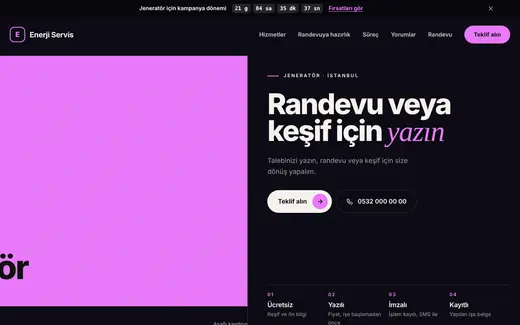 Jeneratör için kampanya dönemi 21 g 04 sa 35 dk 37 sn Fırsatları gör
E Enerji Servis Hizmetler Randevuya hazırlık Süreç Yorumlar Randevu Teklif alın
JENERATÖR · İSTANBUL
Randevu veya
keşif için yazın
Talebinizi yazın, randevu veya keşif için size
dönüş yapalım.
Teklif alın → 0532 000 00 00
ör
01 02 03 04
Ücretsiz Yazılı İmzalı Kayıtlı
Keşif ve ön bilgi Fiyat, işe başlamadan önce İşlem kaydı, SMS ile Yapılan işe belge